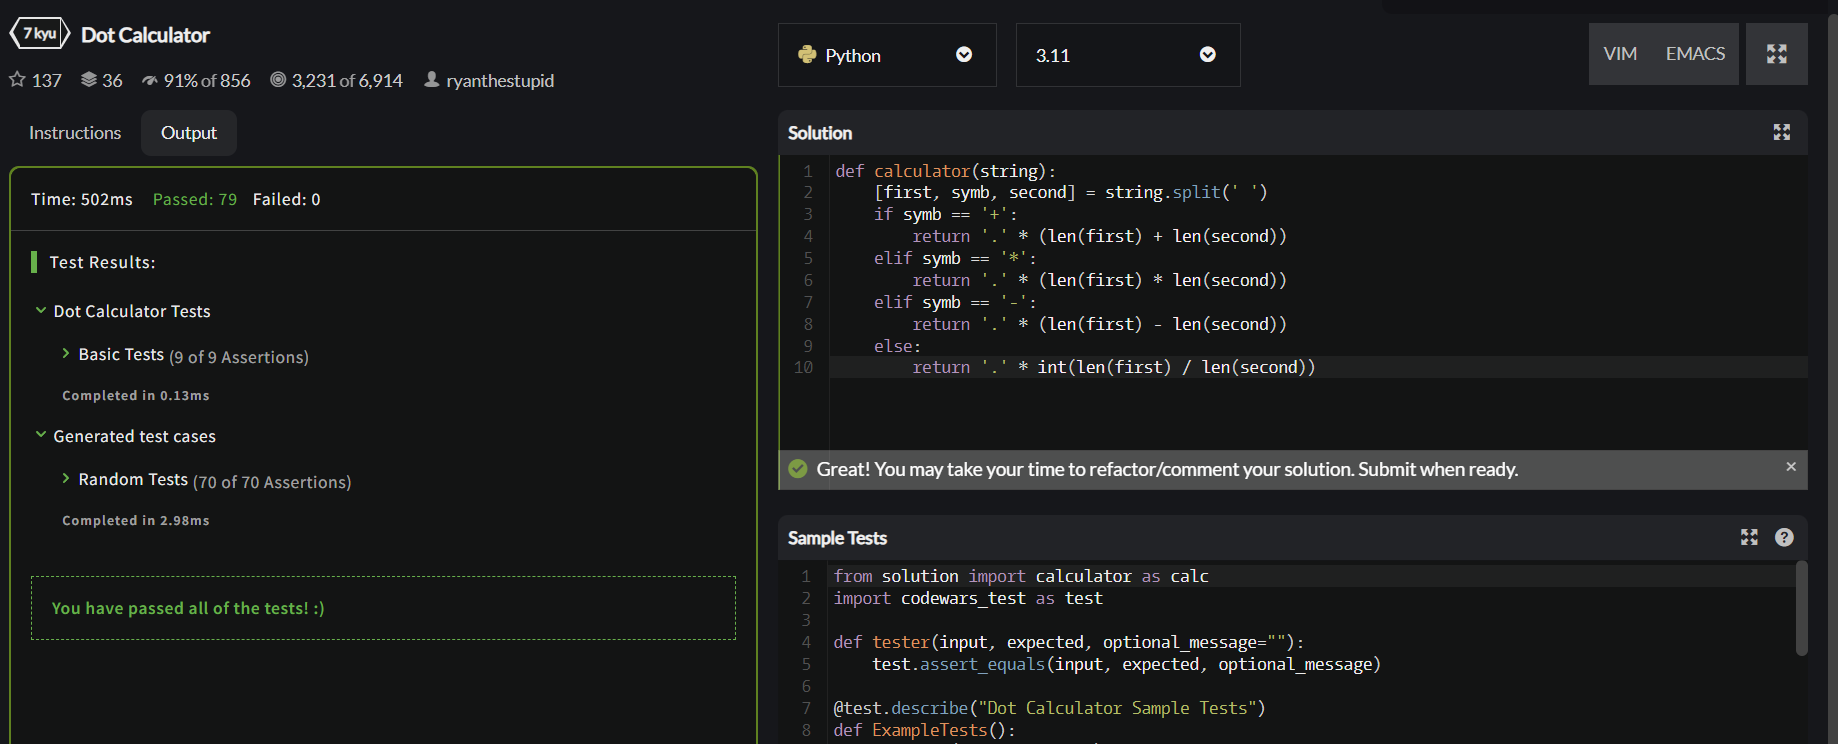 7 kyu Dot Calculator
137 36 91% of 856 3,231 of 6,914 ryanthestupid
Instructions Output
Time: 502ms Passed: 79 Failed: 0
Test Results:
Dot Calculator Tests
Basic Tests (9 of 9 Assertions)
Completed in 0.13ms
Generated test cases
Random Tests (70 of 70 Assertions)
Completed in 2.98ms
You have passed all of the tests! :)
Python 3.11 VIM EMACS
Solution
1 def calculator(string):
2     [first, symb, second] = string.split(' ')
3     if symb == '+':
4         return '.' * (len(first) + len(second))
5     elif symb == '*':
6         return '.' * (len(first) * len(second))
7     elif symb == '-':
8         return '.' * (len(first) - len(second))
9     else:
10         return '.' * int(len(first) / len(second))
Great! You may take your time to refactor/comment your solution. Submit when ready. ×
Sample Tests ?
1 from solution import calculator as calc
2 import codewars_test as test
3
4 def tester(input, expected, optional_message=""):
5     test.assert_equals(input, expected, optional_message)
6
7 @test.describe("Dot Calculator Sample Tests")
8 def ExampleTests():